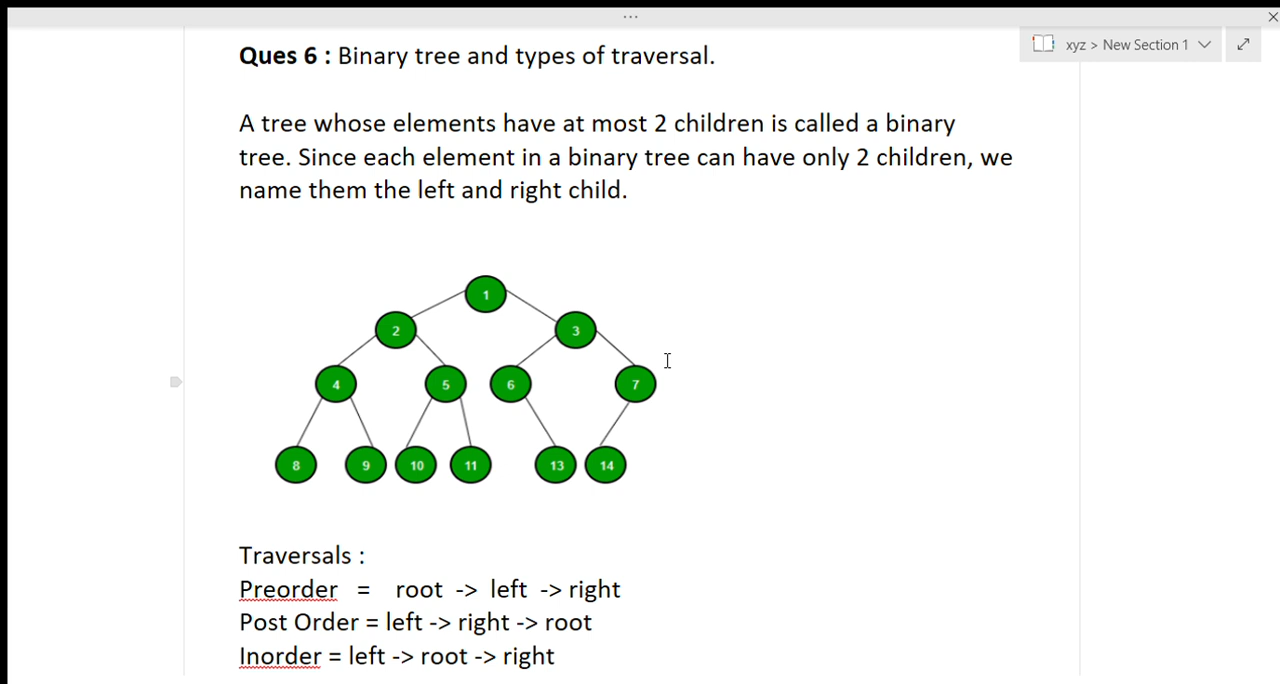 ...
xyz > New Section 1
Ques 6 : Binary tree and types of traversal.
A tree whose elements have at most 2 children is called a binary
tree. Since each element in a binary tree can have only 2 children, we
name them the left and right child.
1
2 3
4 5 6 7
8 9 10 11 13 14
Traversals :
Preorder = root -> left -> right
Post Order = left -> right -> root
Inorder = left -> root -> right